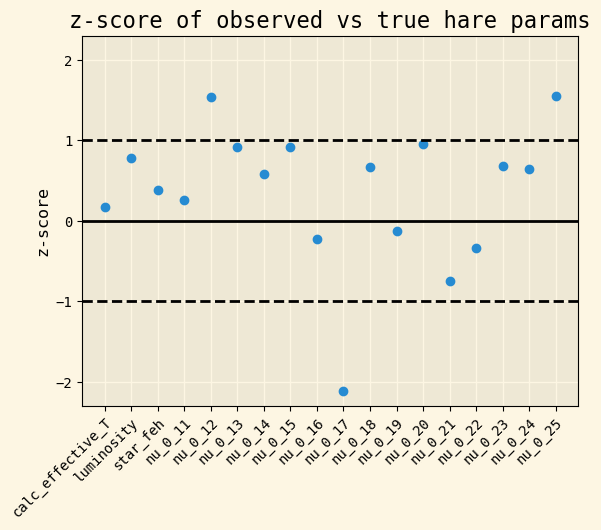 z-score of observed vs true hare params
z-score
2
1
0
−1
−2
calc_effective_T
luminosity
star_feh
nu_0_11
nu_0_12
nu_0_13
nu_0_14
nu_0_15
nu_0_16
nu_0_17
nu_0_18
nu_0_19
nu_0_20
nu_0_21
nu_0_22
nu_0_23
nu_0_24
nu_0_25